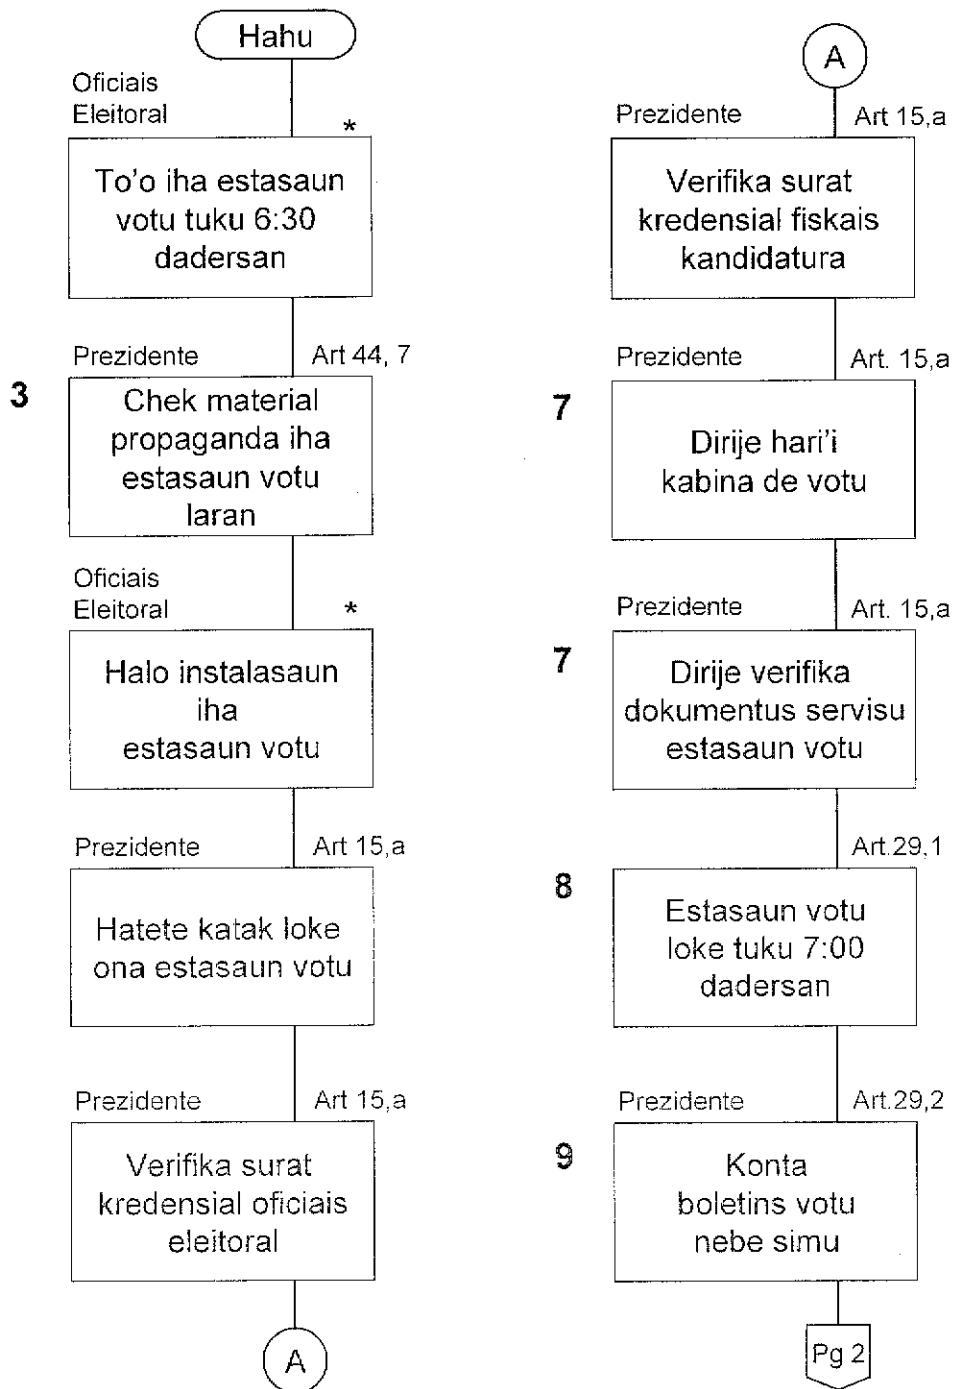 Hahu
Oficiais
Eleitoral
*
To'o iha estasaun
votu tuku 6:30
dadersan
Prezidente
Art 44, 7
3
Chek material
propaganda iha
estasaun votu
laran
Oficiais
Eleitoral
*
Halo instalasaun
iha
estasaun votu
Prezidente
Art 15,a
Hatete katak loke
ona estasaun votu
Prezidente
Art 15,a
Verifika surat
kredensial oficiais
eleitoral
A
A
Prezidente
Art 15,a
Verifika surat
kredensial fiskais
kandidatura
Prezidente
Art. 15,a
7
Dirije hari'i
kabina de votu
Prezidente
Art. 15,a
7
Dirije verifika
dokumentus servisu
estasaun votu
Art.29,1
8
Estasaun votu
loke tuku 7:00
dadersan
Prezidente
Art.29,2
9
Konta
boletins votu
nebe simu
Pg 2